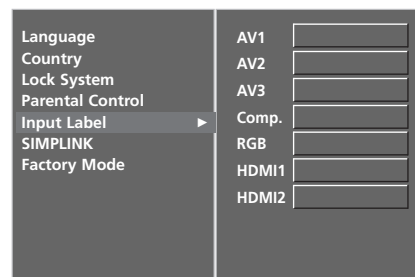 Language
Country
Lock System
Parental Control
Input Label ►
SIMPLINK
Factory Mode
AV1
AV2
AV3
Comp.
RGB
HDMI1
HDMI2